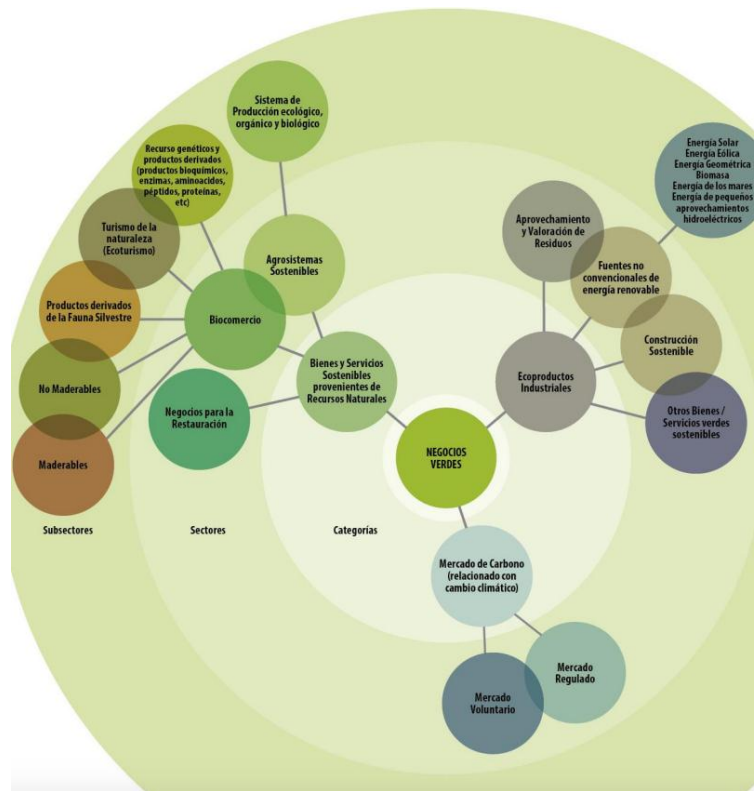 Sistema de
Producción ecológico,
orgánico y biológico
Recurso genéticos y
productos derivados
(productos bioquímicos,
enzimas, aminoacidos,
péptidos, proteínas,
etc)
Turismo de la
naturaleza
(Ecoturismo)
Agrosistemas
Sostenibles
Productos derivados
de la Fauna Silvestre
Biocomercio
No Maderables
Bienes y Servicios
Sostenibles
provenientes de
Recursos Naturales
Negocios para la
Restauración
Maderables
NEGOCIOS
VERDES
Energía Solar
Energía Eólica
Energía Geométrica
Biomasa
Energía de los mares
Energía de pequeños
aprovechamientos
hidroeléctricos
Aprovechamiento
y Valoración de
Residuos
Fuentes no
convencionales de
energía renovable
Construcción
Sostenible
Ecoproductos
Industriales
Otros Bienes /
Servicios verdes
sostenibles
Subsectores
Sectores
Categorías
Mercado de Carbono
(relacionado con
cambio climático)
Mercado
Regulado
Mercado
Voluntario